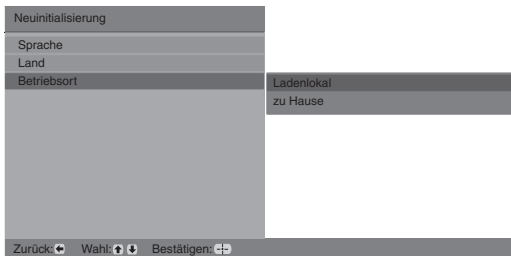 Neuinitialisierung
Sprache
Land
Betriebsort
Ladenlokal
zu Hause
Zurück: Wahl: Bestätigen: